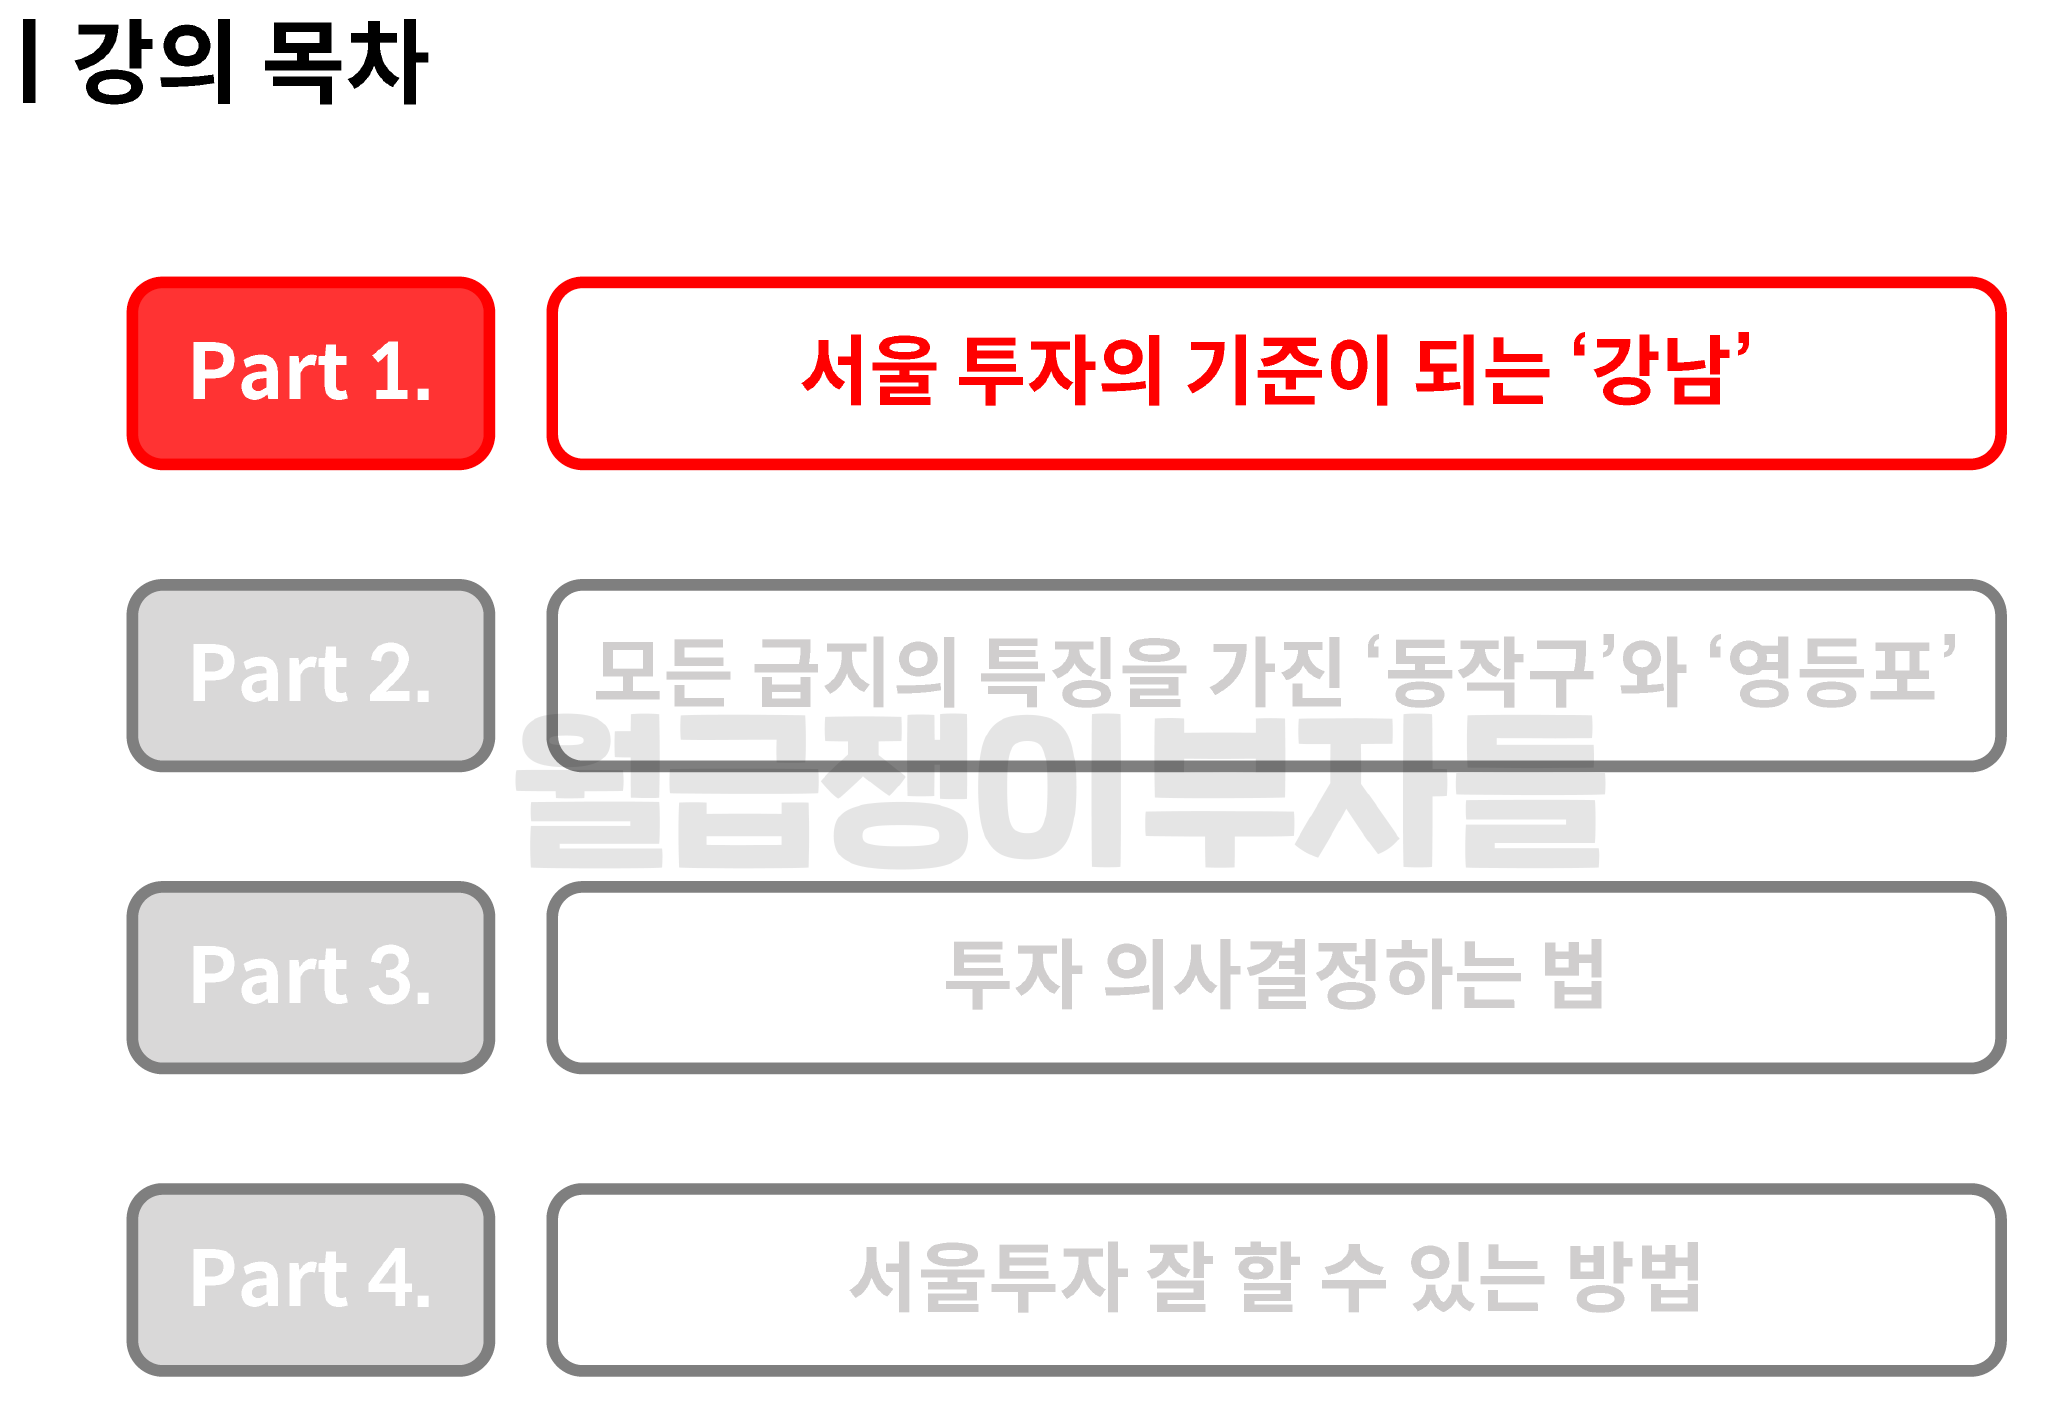 | 강의 목차
Part 1.
서울 투자의 기준이 되는 ‘강남’
Part 2.
모든 급지의 특징을 가진 ‘동작구’와 ‘영등포’
월급쟁이부자들
Part 3.
투자 의사결정하는 법
Part 4.
서울투자 잘 할 수 있는 방법